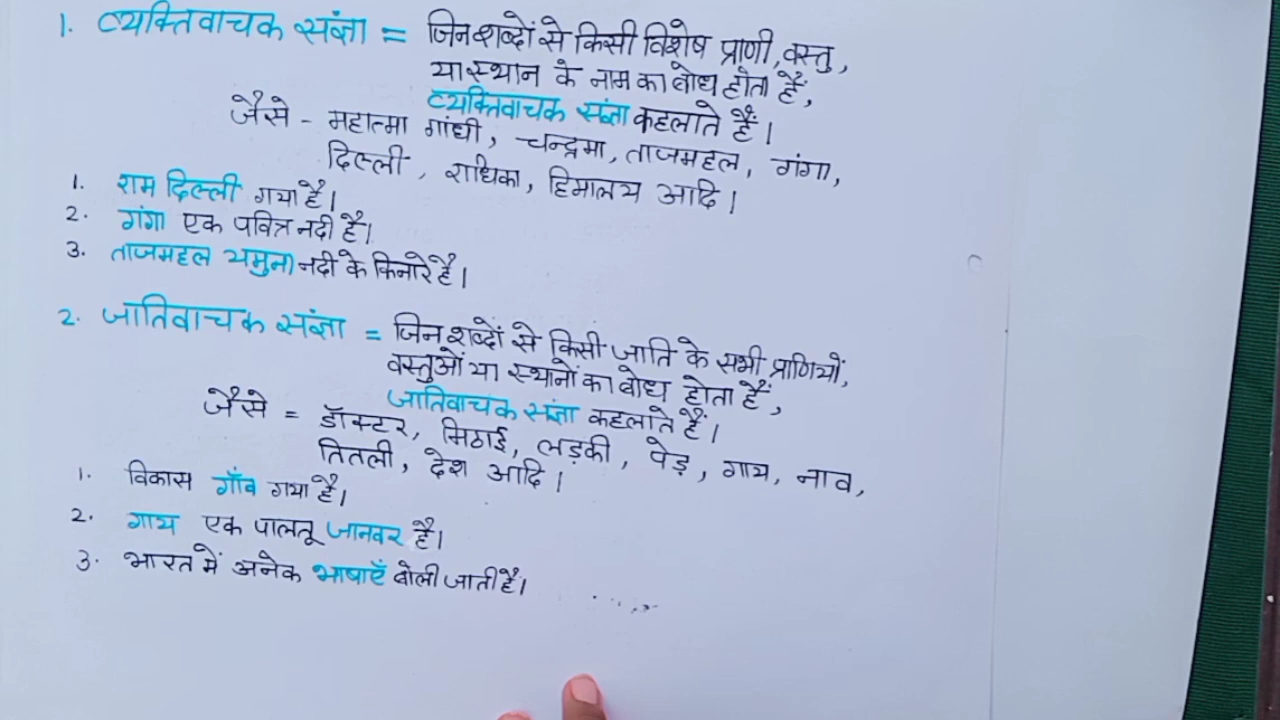 1. व्यक्तिवाचक संज्ञा = जिन शब्दों से किसी विशेष प्राणी, वस्तु,
या स्थान के नाम का बोध होता हैं,
व्यक्तिवाचक संज्ञा कहलाते हैं।
जैसे - महात्मा गांधी, चन्द्रमा, ताजमहल, गंगा,
दिल्ली, राधिका, हिमालय आदि।
1. राम दिल्ली गया है।
2. गंगा एक पवित्र नदी है।
3. ताजमहल यमुना नदी के किनारे है।
2. जातिवाचक संज्ञा = जिन शब्दों से किसी जाति के सभी प्राणियों,
वस्तुओं या स्थानों का बोध होता हैं,
जातिवाचक संज्ञा कहलाते हैं।
जैसे = डॉक्टर, मिठाई, लड़की, पेड़, गाय, नाव,
तितली, देश आदि।
1. विकास गाँव गया है।
2. गाय एक पालतू जानवर है।
3. भारत में अनेक भाषाएँ बोली जाती है।